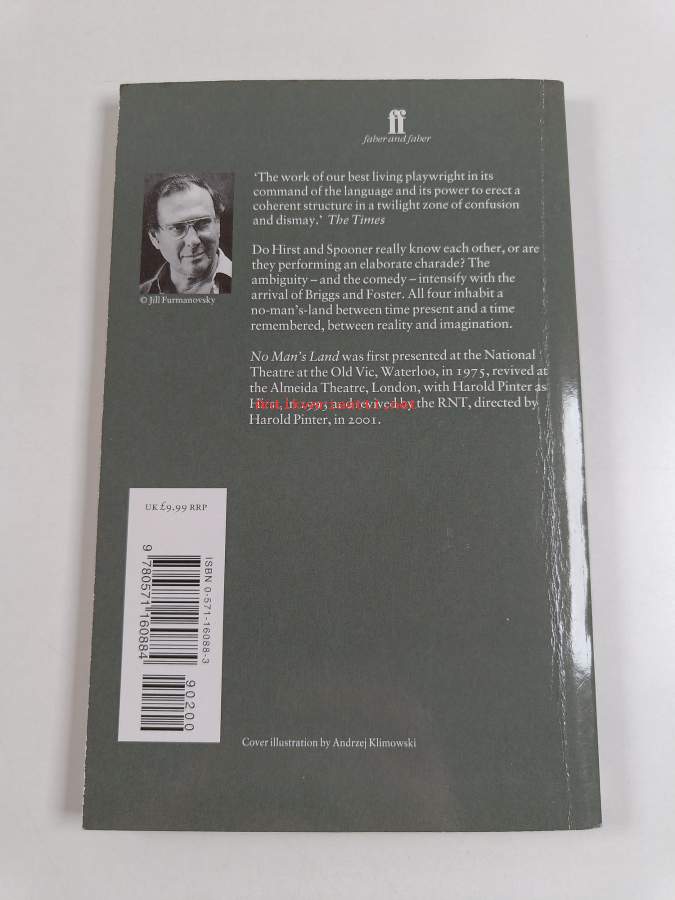 ff
faber and faber
‘The work of our best living playwright in its
command of the language and its power to erect a
coherent structure in a twilight zone of confusion
and dismay.’ The Times
Do Hirst and Spooner really know each other, or are
they performing an elaborate charade? The
ambiguity – and the comedy – intensify with the
arrival of Briggs and Foster. All four inhabit a
no-man's-land between time present and a time
remembered, between reality and imagination.
No Man's Land was first presented at the National
Theatre at the Old Vic, Waterloo, in 1975, revived at
the Almeida Theatre, London, with Harold Pinter as
Hirst, in 1993 and revived by the RNT, directed by
Harold Pinter, in 2001.
© Jill Furmanovsky
UK £9.99 RRP
ISBN 0-571-16088-3
9 780571 160884
90200
Cover illustration by Andrzej Klimowski